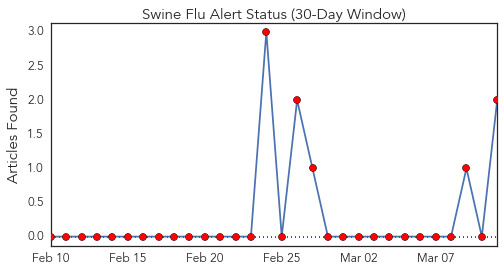 Swine Flu Alert Status (30-Day Window)
Articles Found
3.0
2.5
2.0
1.5
1.0
0.5
0.0
Feb 10
Feb 15
Feb 20
Feb 25
Mar 02
Mar 07